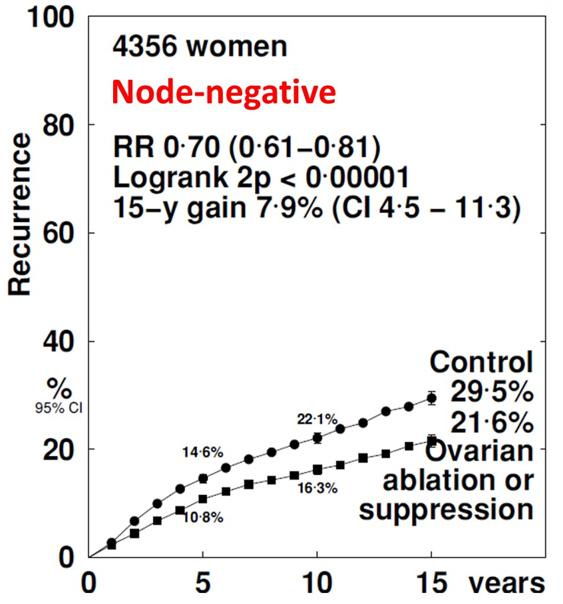 100
4356 women
Node-negative
80
RR 0·70 (0·61–0·81)
Logrank 2p < 0·00001
15–y gain 7·9% (CI 4·5 – 11·3)
60
Recurrence
40
%
95% CI
Control
29·5%
22·1%
21·6%
14·6%
20
Ovarian
ablation or
suppression
16·3%
10·8%
0
0 5 10 15 years